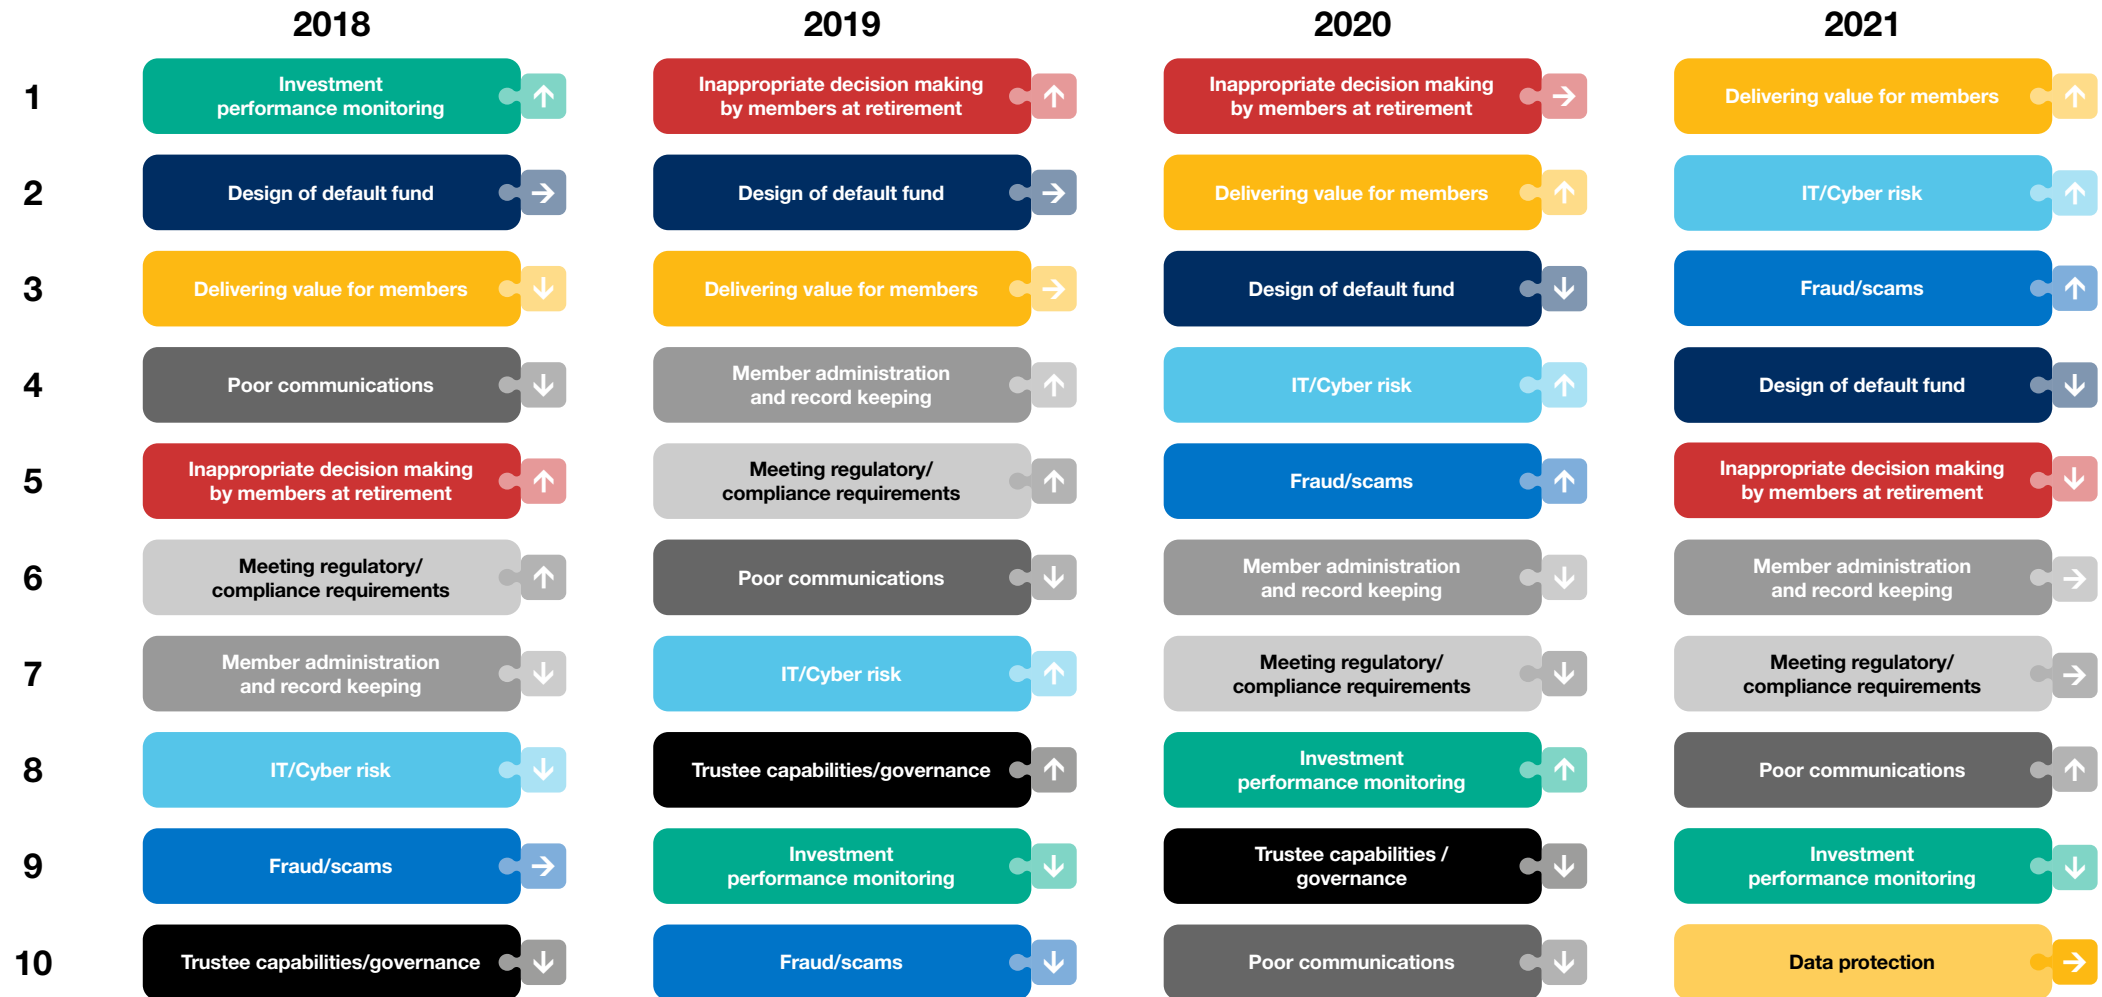 2018
2019
2020
2021
1
Investment
performance monitoring
Inappropriate decision making
by members at retirement
Inappropriate decision making
by members at retirement
Delivering value for members
2
Design of default fund
Design of default fund
Delivering value for members
IT/Cyber risk
3
Delivering value for members
Delivering value for members
Design of default fund
Fraud/scams
4
Poor communications
Member administration
and record keeping
IT/Cyber risk
Design of default fund
5
Inappropriate decision making
by members at retirement
Meeting regulatory/
compliance requirements
Fraud/scams
Inappropriate decision making
by members at retirement
6
Meeting regulatory/
compliance requirements
Poor communications
Member administration
and record keeping
Member administration
and record keeping
7
Member administration
and record keeping
IT/Cyber risk
Meeting regulatory/
compliance requirements
Meeting regulatory/
compliance requirements
8
IT/Cyber risk
Trustee capabilities/governance
Investment
performance monitoring
Poor communications
9
Fraud/scams
Investment
performance monitoring
Trustee capabilities /
governance
Investment
performance monitoring
10
Trustee capabilities/governance
Fraud/scams
Poor communications
Data protection